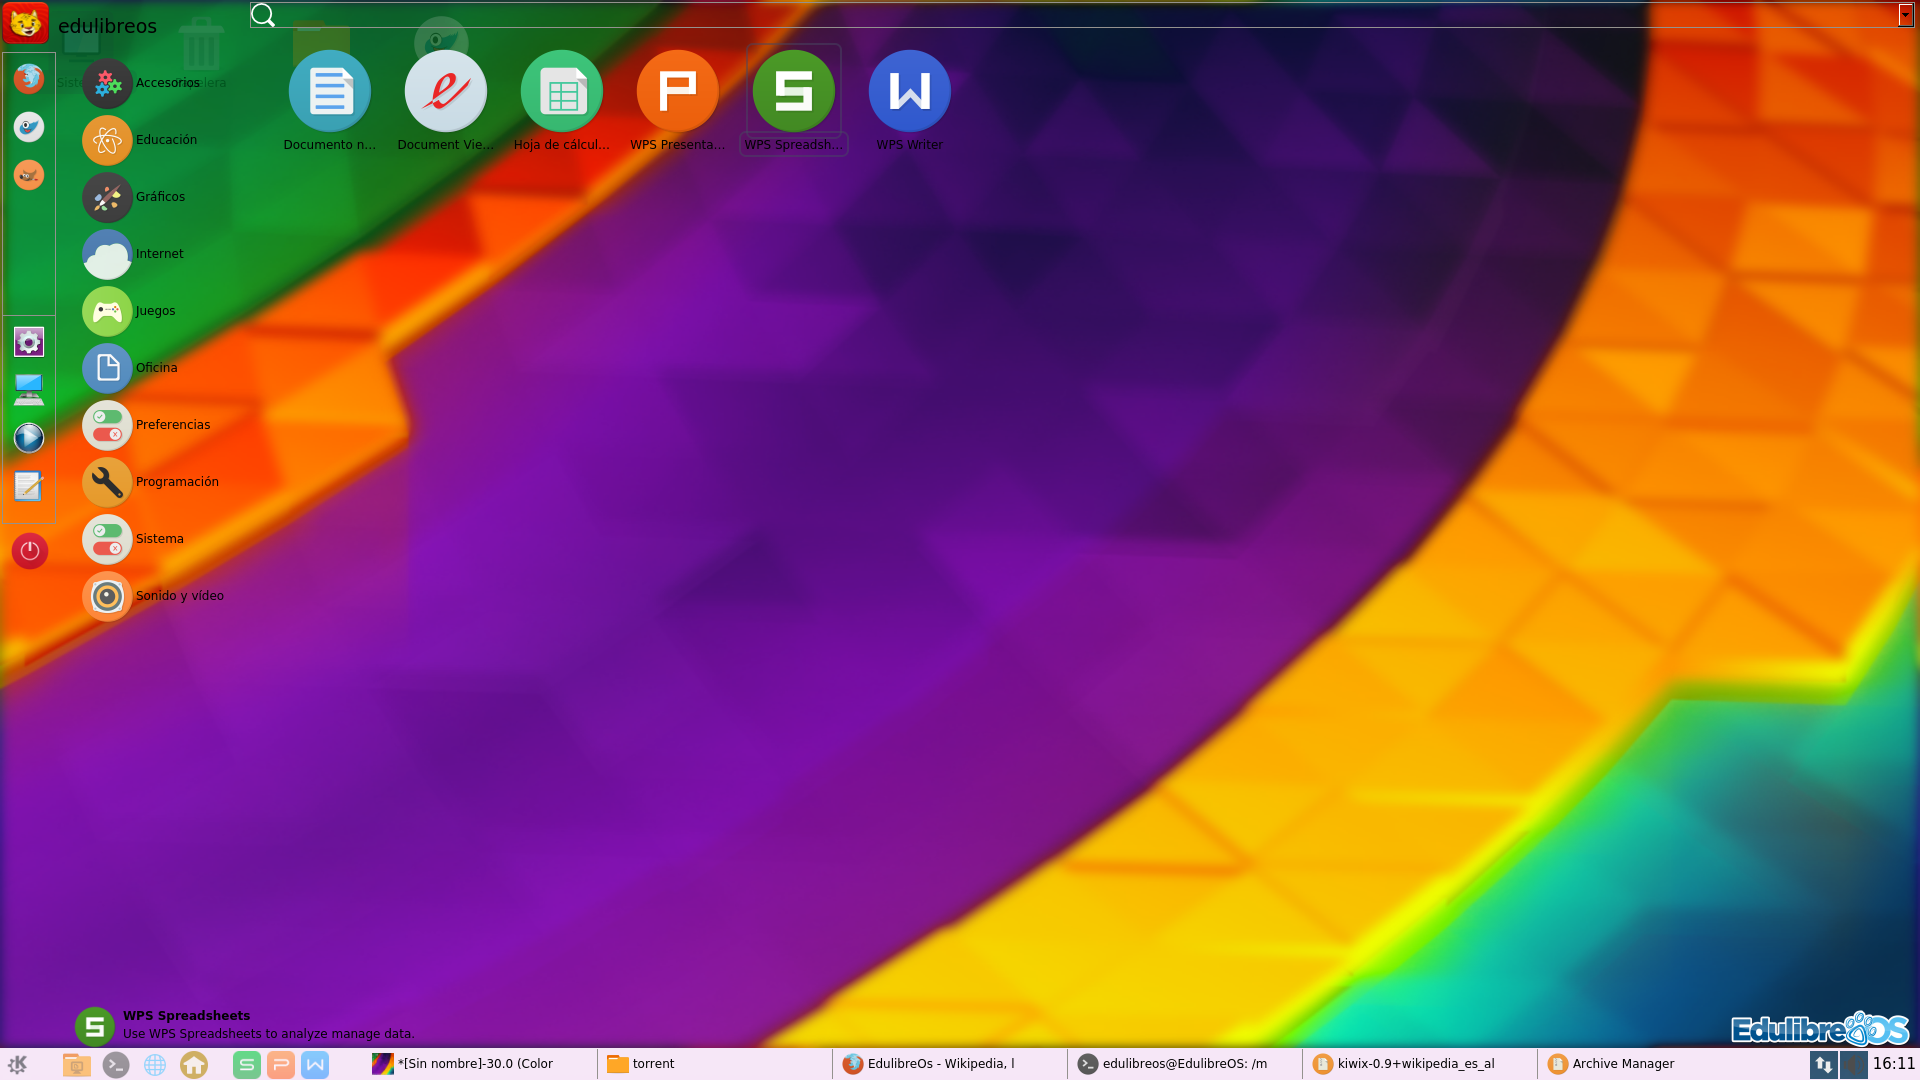 edulibreos
Accesorios
Educación
Gráficos
Internet
Juegos
Oficina
Preferencias
Programación
Sistema
Sonido y vídeo
Documento n...
Document Vie...
Hoja de cálcul...
WPS Presenta...
WPS Spreadsh...
WPS Writer
WPS Spreadsheets
Use WPS Spreadsheets to analyze manage data.
EdulibreOS
*[Sin nombre]-30.0 (Color
torrent
EdulibreOs - Wikipedia, l
edulibreos@EdulibreOS: /m
kiwix-0.9+wikipedia_es_al
Archive Manager
16:11